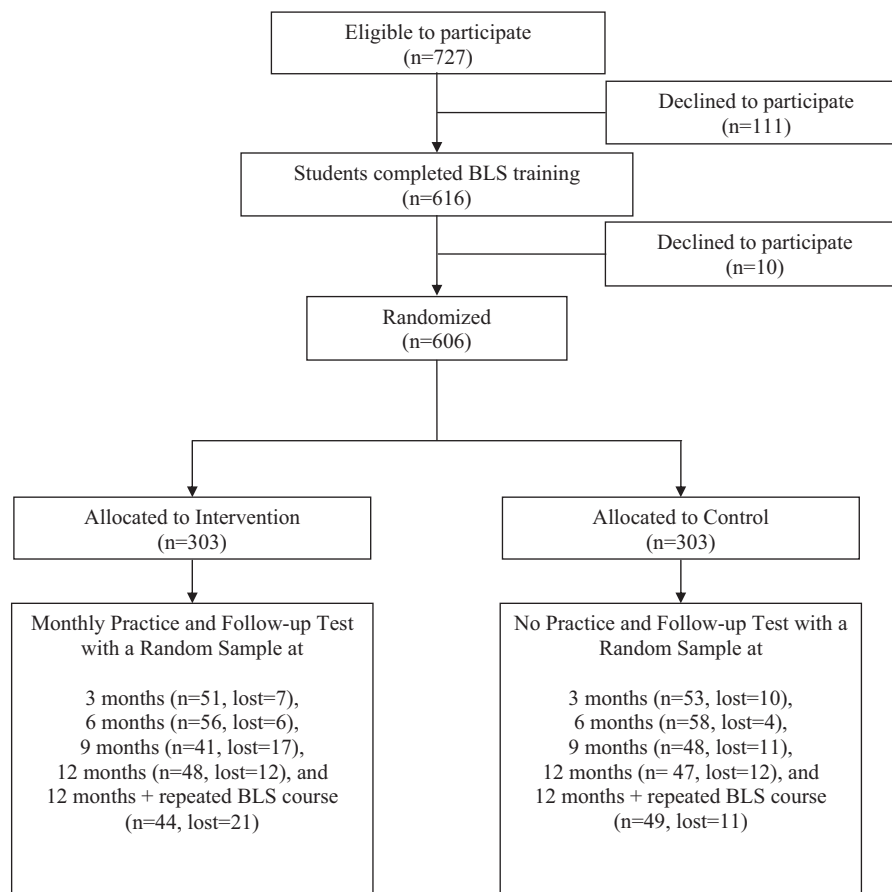 Eligible to participate
(n=727)
Declined to participate
(n=111)
Students completed BLS training
(n=616)
Declined to participate
(n=10)
Randomized
(n=606)
Allocated to Intervention
(n=303)
Allocated to Control
(n=303)
Monthly Practice and Follow-up Test
with a Random Sample at
3 months (n=51, lost=7),
6 months (n=56, lost=6),
9 months (n=41, lost=17),
12 months (n=48, lost=12), and
12 months + repeated BLS course
(n=44, lost=21)
No Practice and Follow-up Test with a
Random Sample at
3 months (n=53, lost=10),
6 months (n=58, lost=4),
9 months (n=48, lost=11),
12 months (n= 47, lost=12), and
12 months + repeated BLS course
(n=49, lost=11)